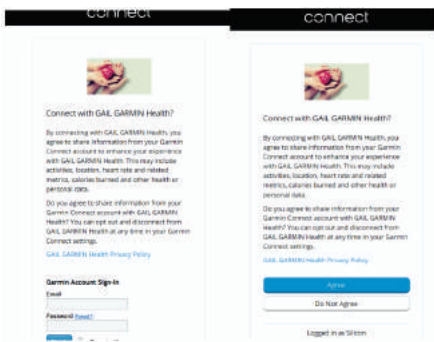 connect
Connect with GAIL GARMIN Health?
By connecting with GAIL GARMIN Health, you
agree to share information from your Garmin
Connect account to enhance your experience
with GAIL GARMIN Health. This may include
activities, location, heart rate and related
metrics, calories burned and other health or
personal data.
Do you agree to share information from your
Garmin Connect account with GAIL GARMIN
Health? You can opt out and disconnect from
GAIL GARMIN Health at any time in your Garmin
Connect settings.
GAIL GARMIN Health Privacy Policy
Garmin Account Sign-In
Email
Password
connect
Connect with GAIL GARMIN Health?
By connecting with GAIL GARMIN Health, you
agree to share information from your Garmin
Connect account to enhance your experience
with GAIL GARMIN Health. This may include
activities, location, heart rate and related
metrics, calories burned and other health or
personal data.
Do you agree to share information from your
Garmin Connect account with GAIL GARMIN
Health? You can opt out and disconnect from
GAIL GARMIN Health at any time in your Garmin
Connect settings.
GAIL GARMIN Health Privacy Policy
Agree
Do Not Agree
Logged in as